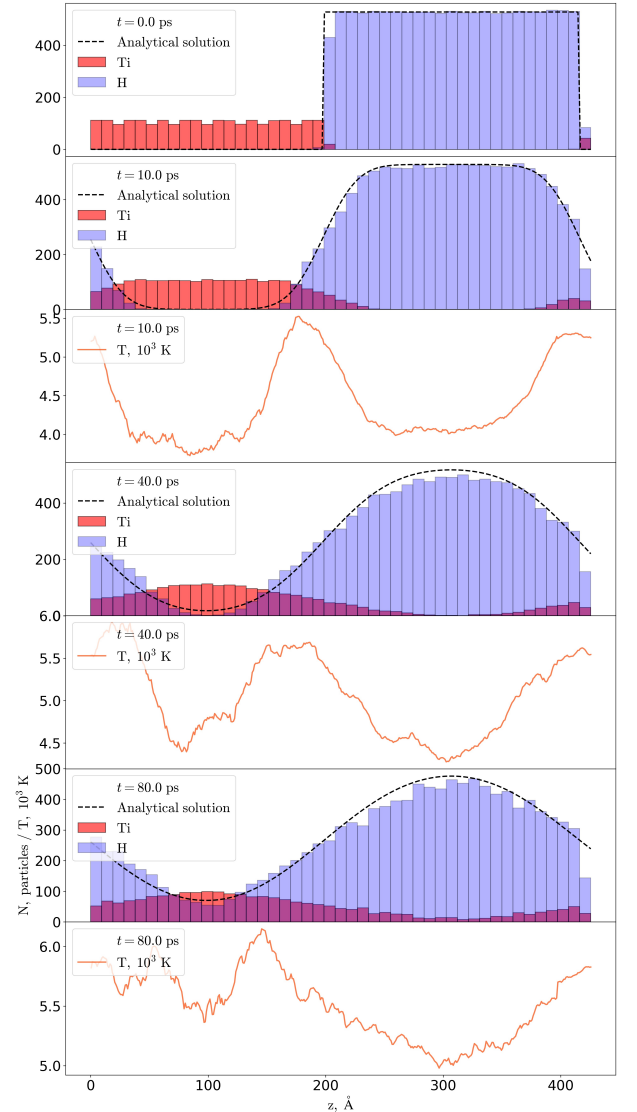 t = 0.0 ps
Analytical solution
Ti
H
400
200
0
t = 10.0 ps
Analytical solution
Ti
H
400
200
0
t = 10.0 ps
T, 10³ K
5.5
5.0
4.5
4.0
t = 40.0 ps
Analytical solution
Ti
H
400
200
6.0
t = 40.0 ps
T, 10³ K
5.5
5.0
4.5
500
t = 80.0 ps
Analytical solution
Ti
H
400
300
200
100
0
t = 80.0 ps
T, 10³ K
6.0
5.5
5.0
N, particles / T, 10³ K
0 100 200 300 400
z, Å